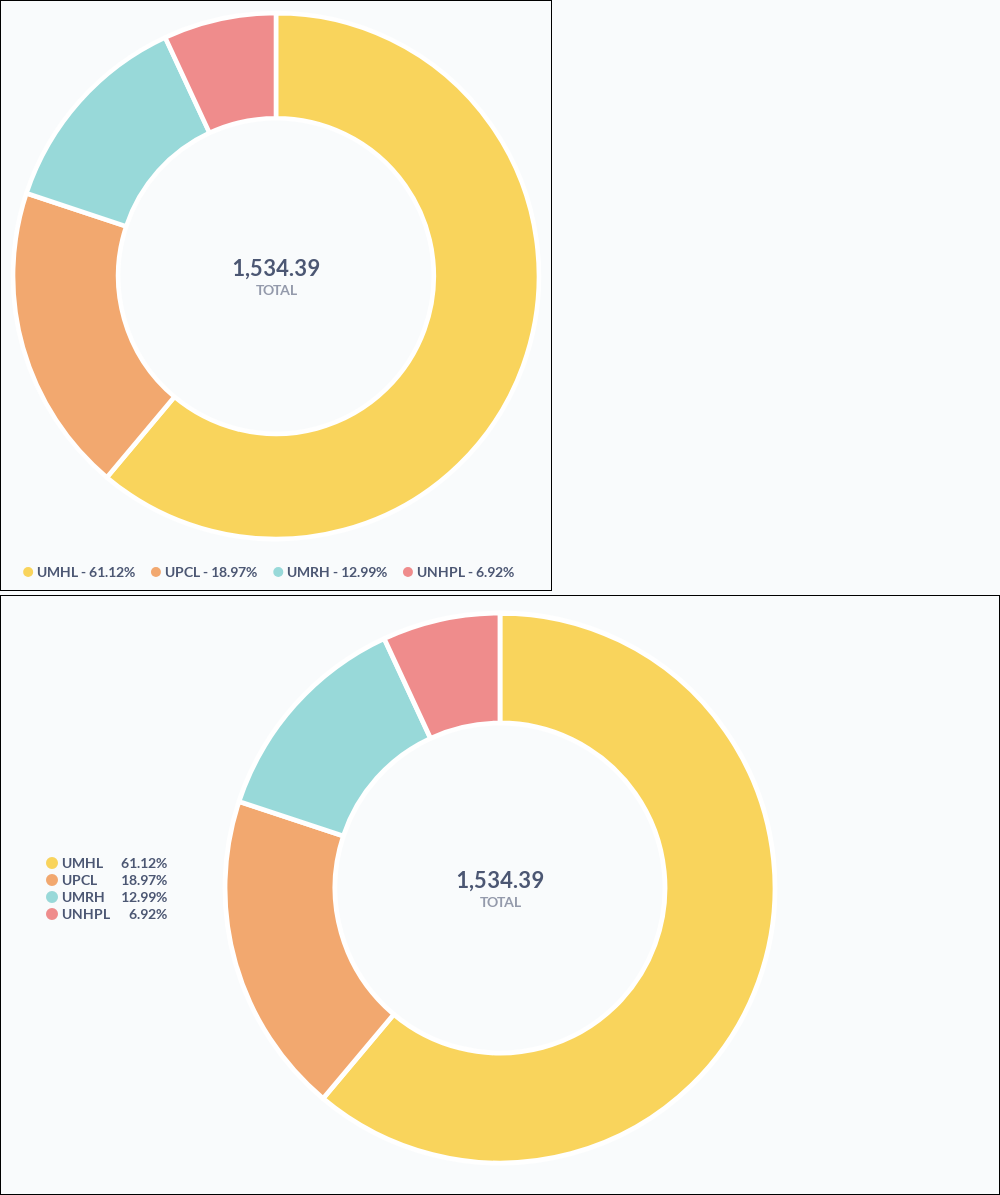 1,534.39
TOTAL
UMHL - 61.12% UPCL - 18.97% UMRH - 12.99% UNHPL - 6.92%
UMHL 61.12%
UPCL 18.97%
UMRH 12.99%
UNHPL 6.92%
1,534.39
TOTAL